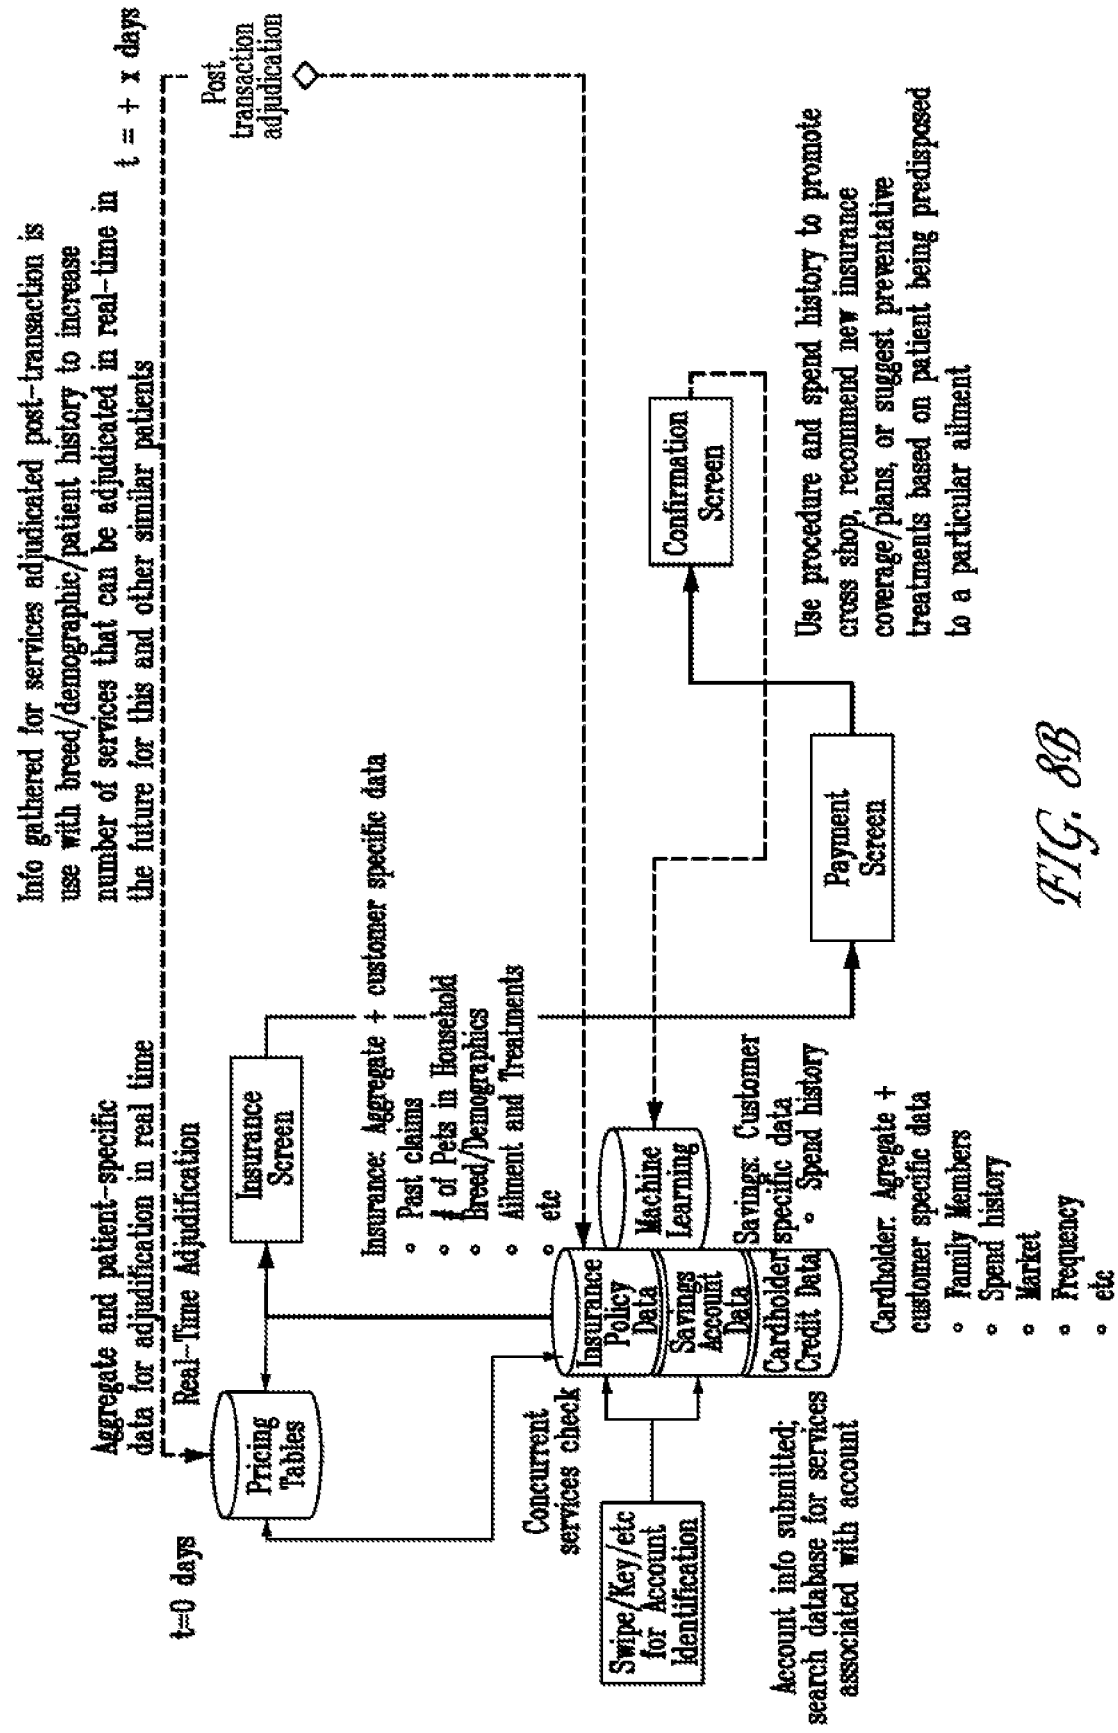 Info gathered for services adjudicated post-transaction is
use with breed/demographic/patient history to increase
number of services that can be adjudicated in real-time in
the future for this and other similar patients
t = + x days
t=0 days
Aggregate and patient-specific
data for adjudification in real time
Real-Time Adjudification
Post
transaction
adjudication
Pricing
Tables
Insurance
Screen
Insurance: Aggregate + customer specific data
◦ Past claims
◦ # of Pets in Household
◦ Breed/Demographics
◦ Ailment and Treatments
◦ etc
Concurrent
services check
Swipe/Key/etc
for Account
Identification
Account info submitted;
search database for services
associated with account
Insurance
Policy
Data
Savings
Account
Data
Cardholder
Credit Data
Machine
Learning
Savings: Customer
specific data
◦ Spend history
Cardholder: Agregate +
customer specific data
◦ Family Members
◦ Spend history
◦ Market
◦ Frequency
◦ etc
Payment
Screen
Confirmation
Screen
Use procedure and spend history to promote
cross shop, recommend new insurance
coverage/plans, or suggest preventative
treatments based on patient being predisposed
to a particular ailment
FIG. 8B